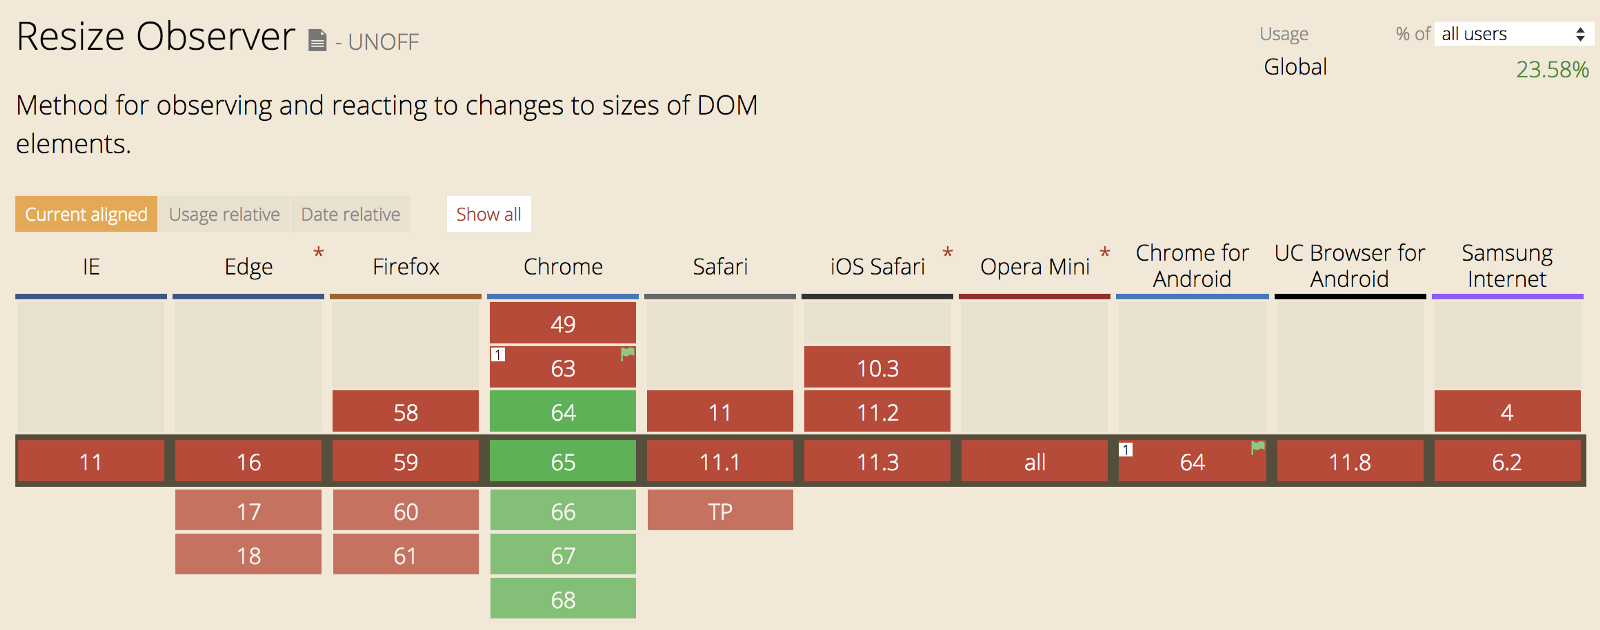 Resize Observer - UNOFF
Usage % of all users
Global 23.58%
Method for observing and reacting to changes to sizes of DOM
elements.
Current aligned Usage relative Date relative Show all
IE Edge * Firefox Chrome Safari iOS Safari * Opera Mini * Chrome for Android UC Browser for Android Samsung Internet
49
1 63 10.3
58 64 11 11.2 4
11 16 59 65 11.1 11.3 all 1 64 11.8 6.2
17 60 66 TP
18 61 67
68